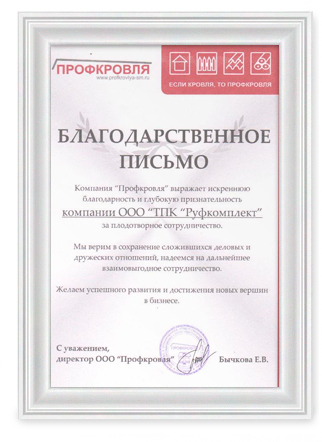 ПРОФКРОВЛЯ
www.profkrovlya-sm.ru
ЕСЛИ КРОВЛЯ, ТО ПРОФКРОВЛЯ
БЛАГОДАРСТВЕННОЕ
ПИСЬМО
Компания “Профкровля” выражает искреннюю
благодарность и глубокую признательность
компании ООО “ТПК “Руфкомплект”
за плодотворное сотрудничество.
Мы верим в сохранение сложившихся деловых и
дружеских отношений, надеемся на дальнейшее
взаимовыгодное сотрудничество.
Желаем успешного развития и достижения новых вершин
в бизнесе.
С уважением,
директор ООО “Профкровая” Бычкова Е.В.